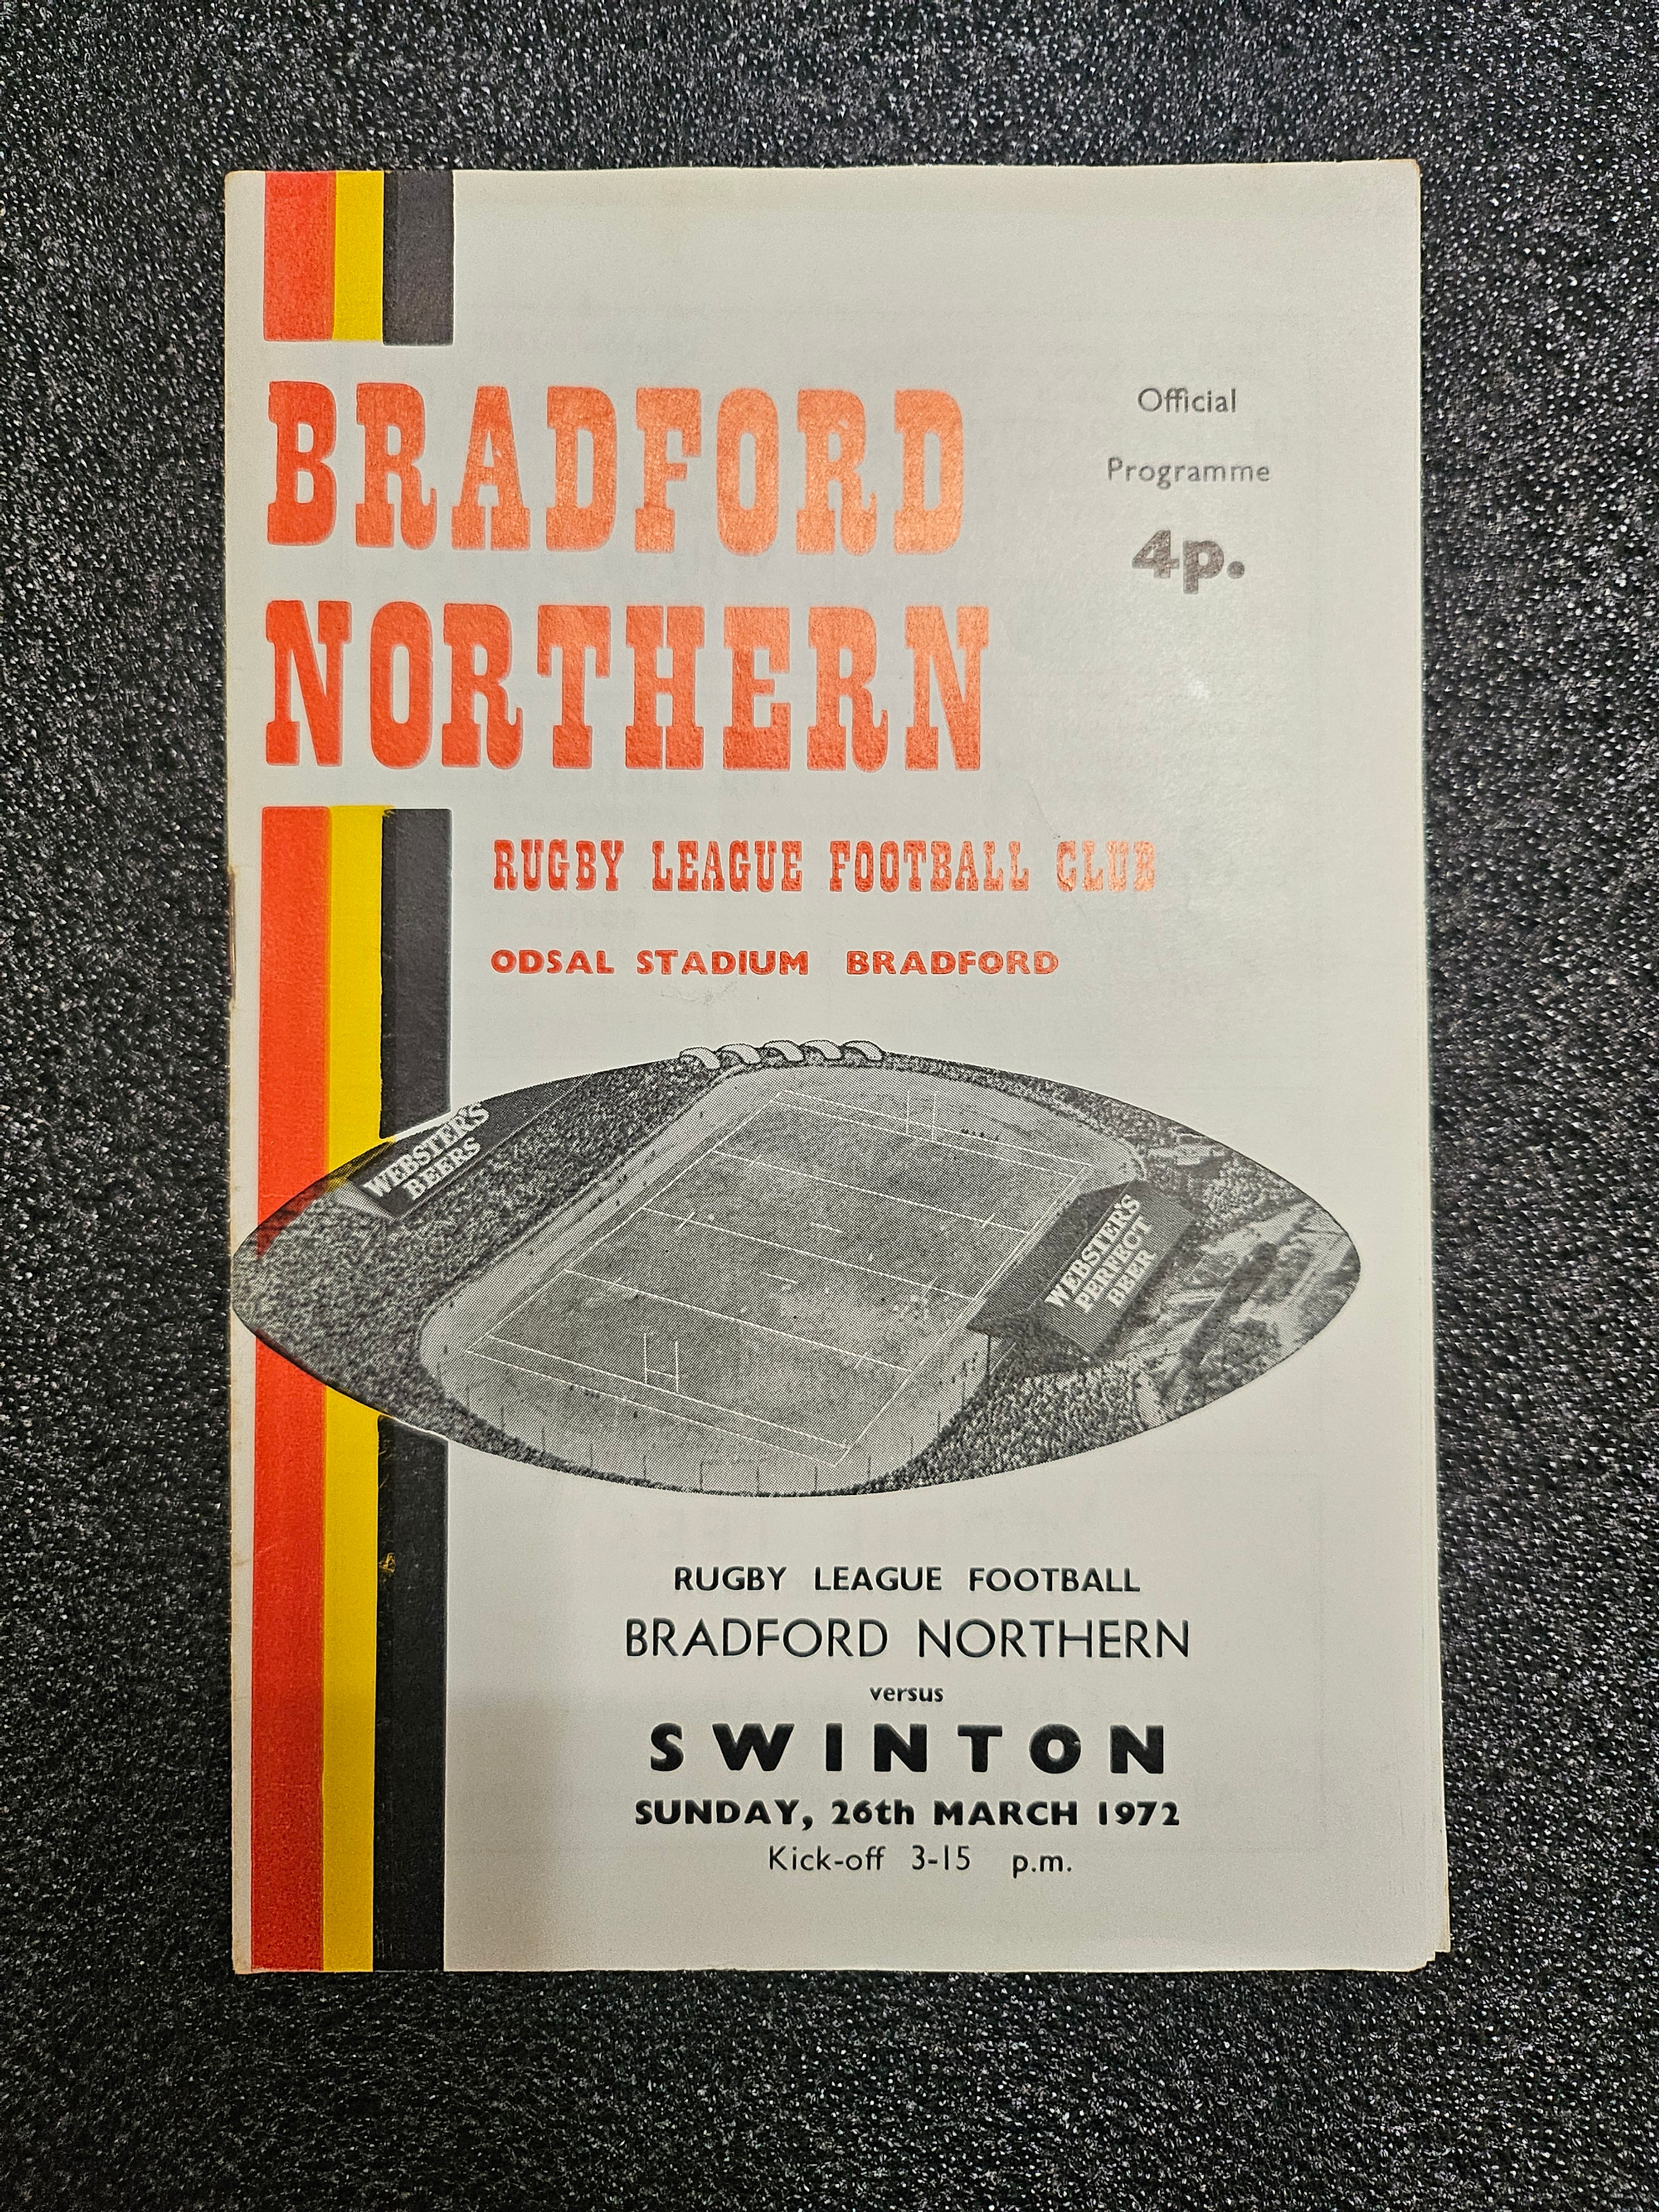 BRADFORD
NORTHERN
Official
Programme
4p.
RUGBY LEAGUE FOOTBALL CLUB
ODSAL STADIUM BRADFORD
WEBSTER'S
BEERS
WEBSTER'S
PERFECT
BEER
RUGBY LEAGUE FOOTBALL
BRADFORD NORTHERN
versus
SWINTON
SUNDAY, 26th MARCH 1972
Kick-off 3-15 p.m.